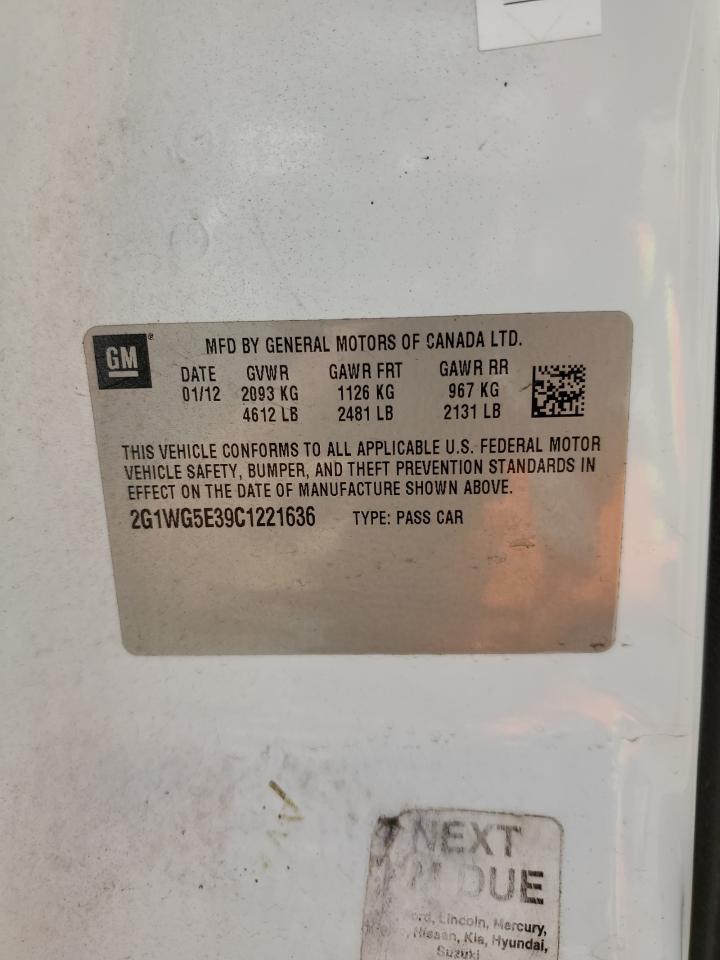 GM
MFD BY GENERAL MOTORS OF CANADA LTD.
DATE GVWR GAWR FRT GAWR RR
01/12 2093 KG 1126 KG 967 KG
4612 LB 2481 LB 2131 LB
THIS VEHICLE CONFORMS TO ALL APPLICABLE U.S. FEDERAL MOTOR
VEHICLE SAFETY, BUMPER, AND THEFT PREVENTION STANDARDS IN
EFFECT ON THE DATE OF MANUFACTURE SHOWN ABOVE.
2G1WG5E39C1221636 TYPE: PASS CAR
NEXT
DUE
Lincoln, Mercury,
Nissan, Kia, Hyundai,
Suzuki